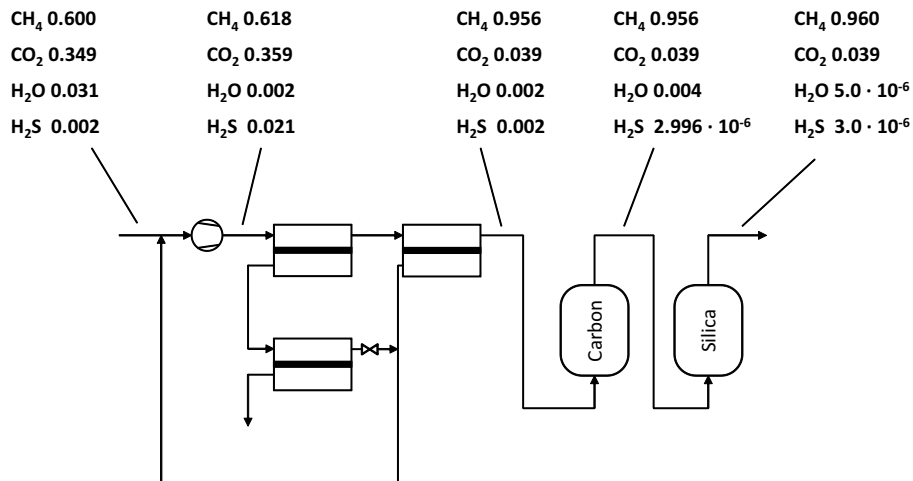 CH₄ 0.600
CO₂ 0.349
H₂O 0.031
H₂S 0.002
CH₄ 0.618
CO₂ 0.359
H₂O 0.002
H₂S 0.021
CH₄ 0.956
CO₂ 0.039
H₂O 0.002
H₂S 0.002
CH₄ 0.956
CO₂ 0.039
H₂O 0.004
H₂S 2.996 · 10⁻⁶
CH₄ 0.960
CO₂ 0.039
H₂O 5.0 · 10⁻⁶
H₂S 3.0 · 10⁻⁶
Carbon
Silica